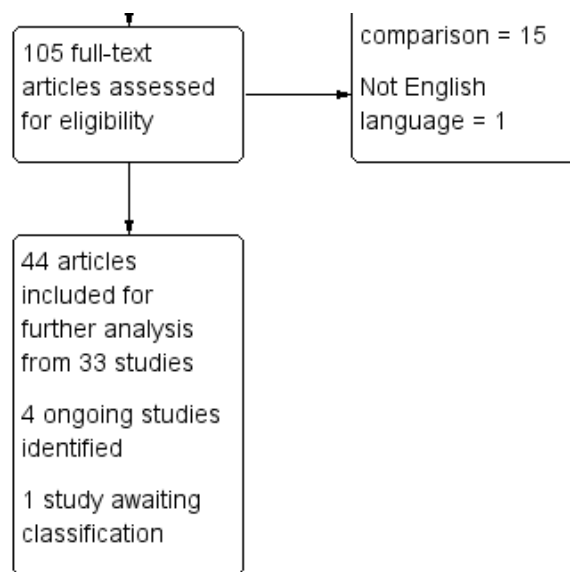 105 full-text
articles assessed
for eligibility
comparison = 15
Not English
language = 1
44 articles
included for
further analysis
from 33 studies
4 ongoing studies
identified
1 study awaiting
classification